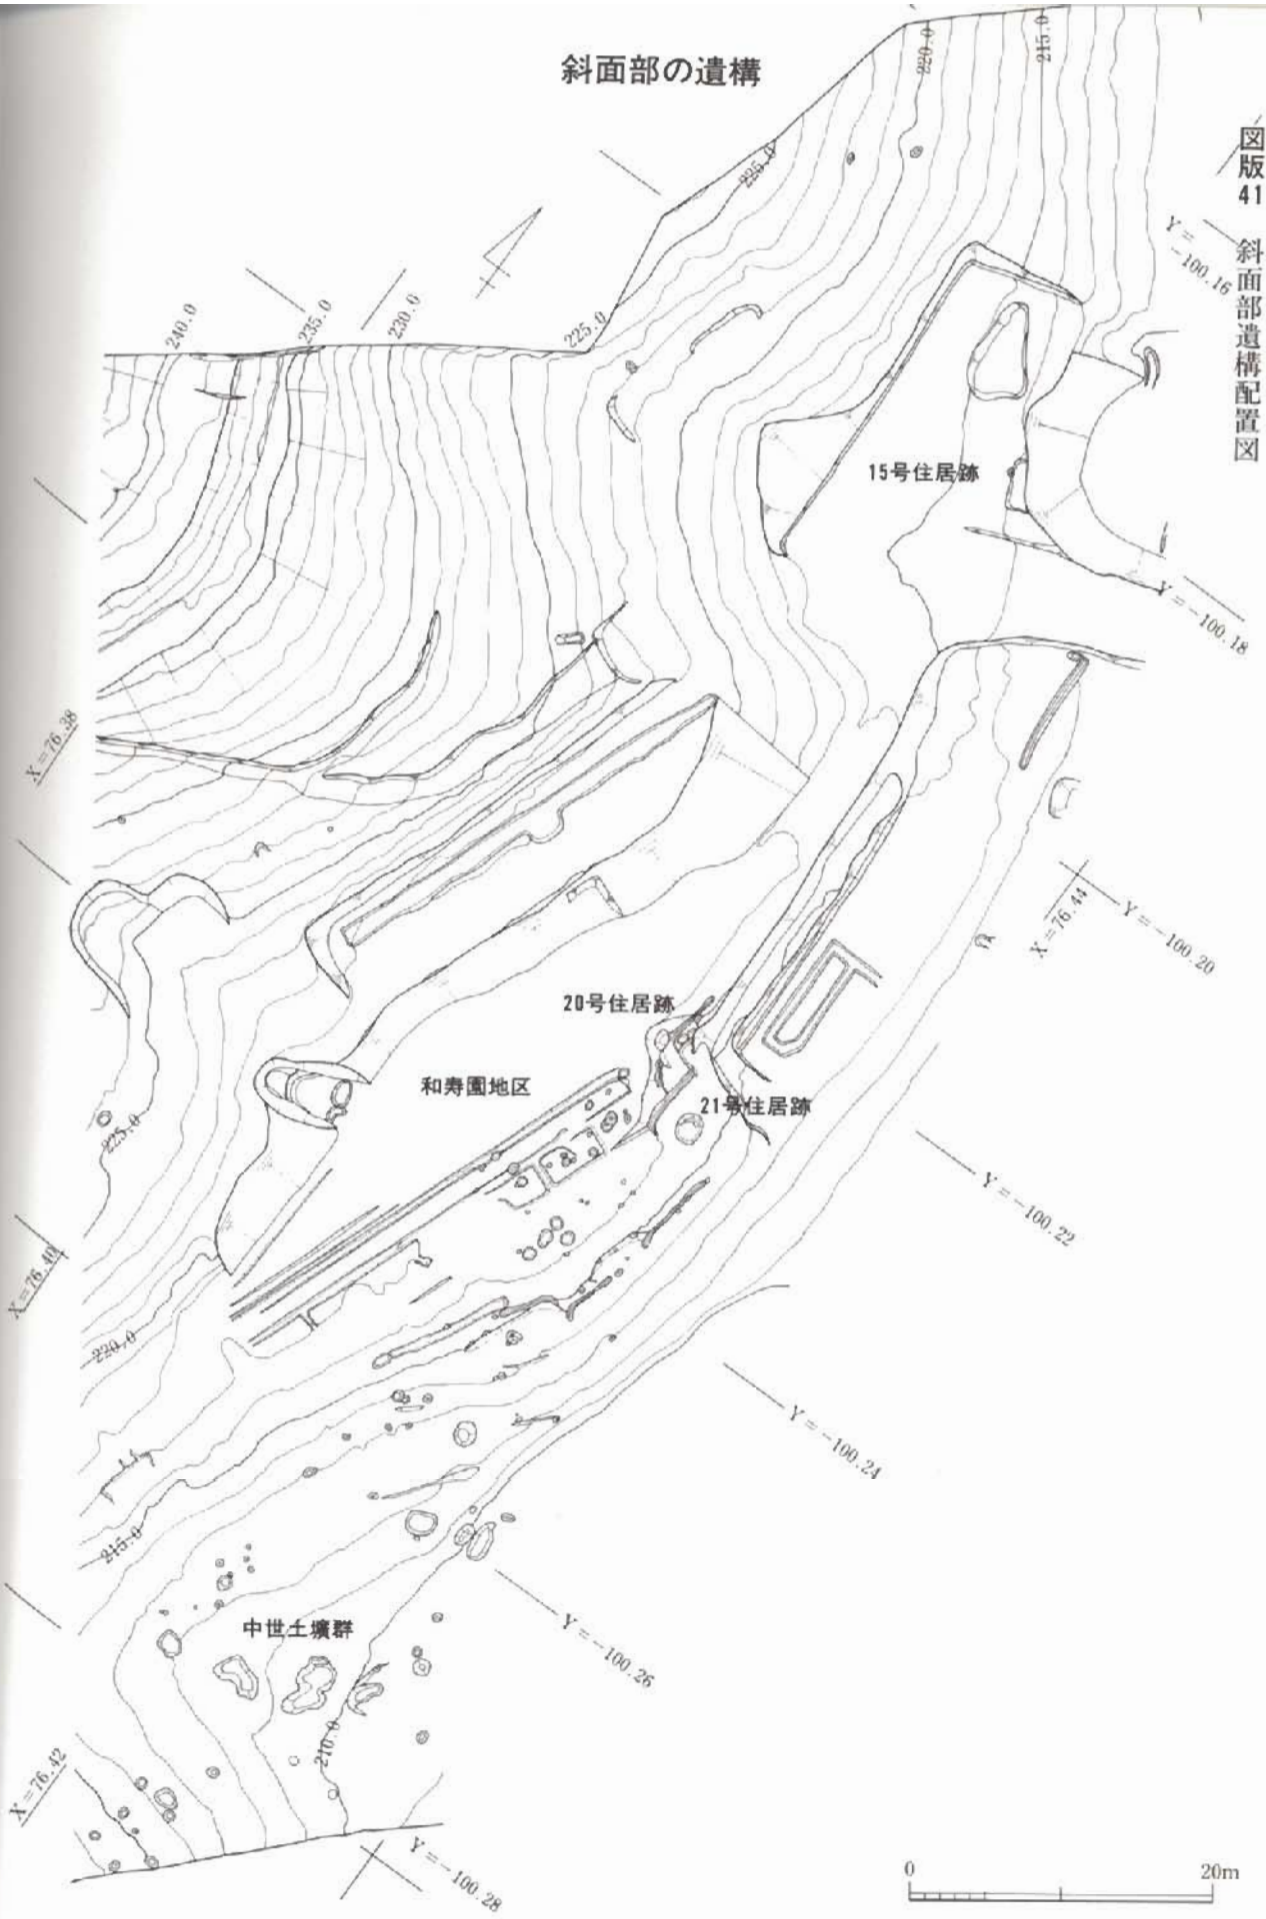 斜面部の遺構
図版41 斜面部遺構配置図
220.0
215.0
225.0
Y=-100.16
240.0
235.0
230.0
225.0
15号住居跡
Y=-100.18
X=76.38
X=76.44
Y=-100.20
20号住居跡
和寿園地区
21号住居跡
225.0
Y=-100.22
X=76.40
220.0
Y=-100.24
215.0
中世土壙群
Y=-100.26
210.0
X=76.42
Y=-100.28
0 20m